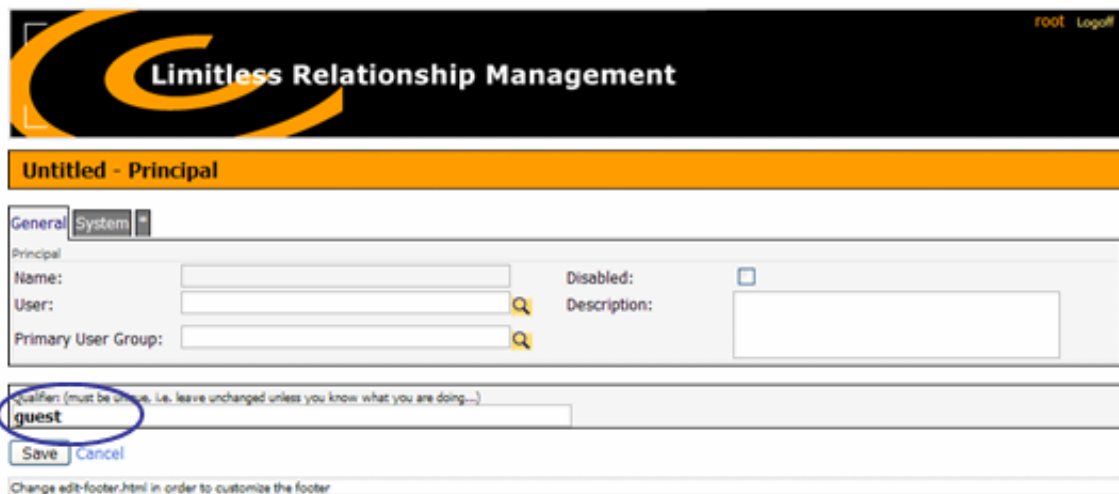 root Logoff
Limitless Relationship Management
Untitled - Principal
General System *
Principal
Name: Disabled:
User: Description:
Primary User Group:
Qualifier: (must be unique, i.e. leave unchanged unless you know what you are doing...)
guest
Save Cancel
Change edit-footer.html in order to customize the footer